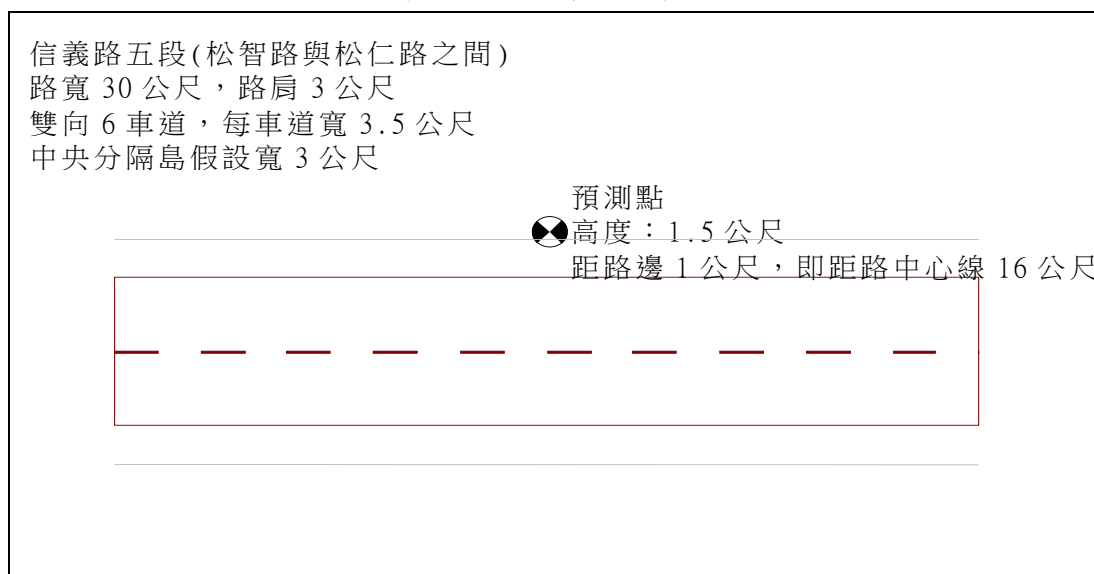 信義路五段(松智路與松仁路之間)
路寬 30 公尺，路肩 3 公尺
雙向 6 車道，每車道寬 3.5 公尺
中央分隔島假設寬 3 公尺
預測點
高度：1.5 公尺
距路邊 1 公尺，即距路中心線 16 公尺